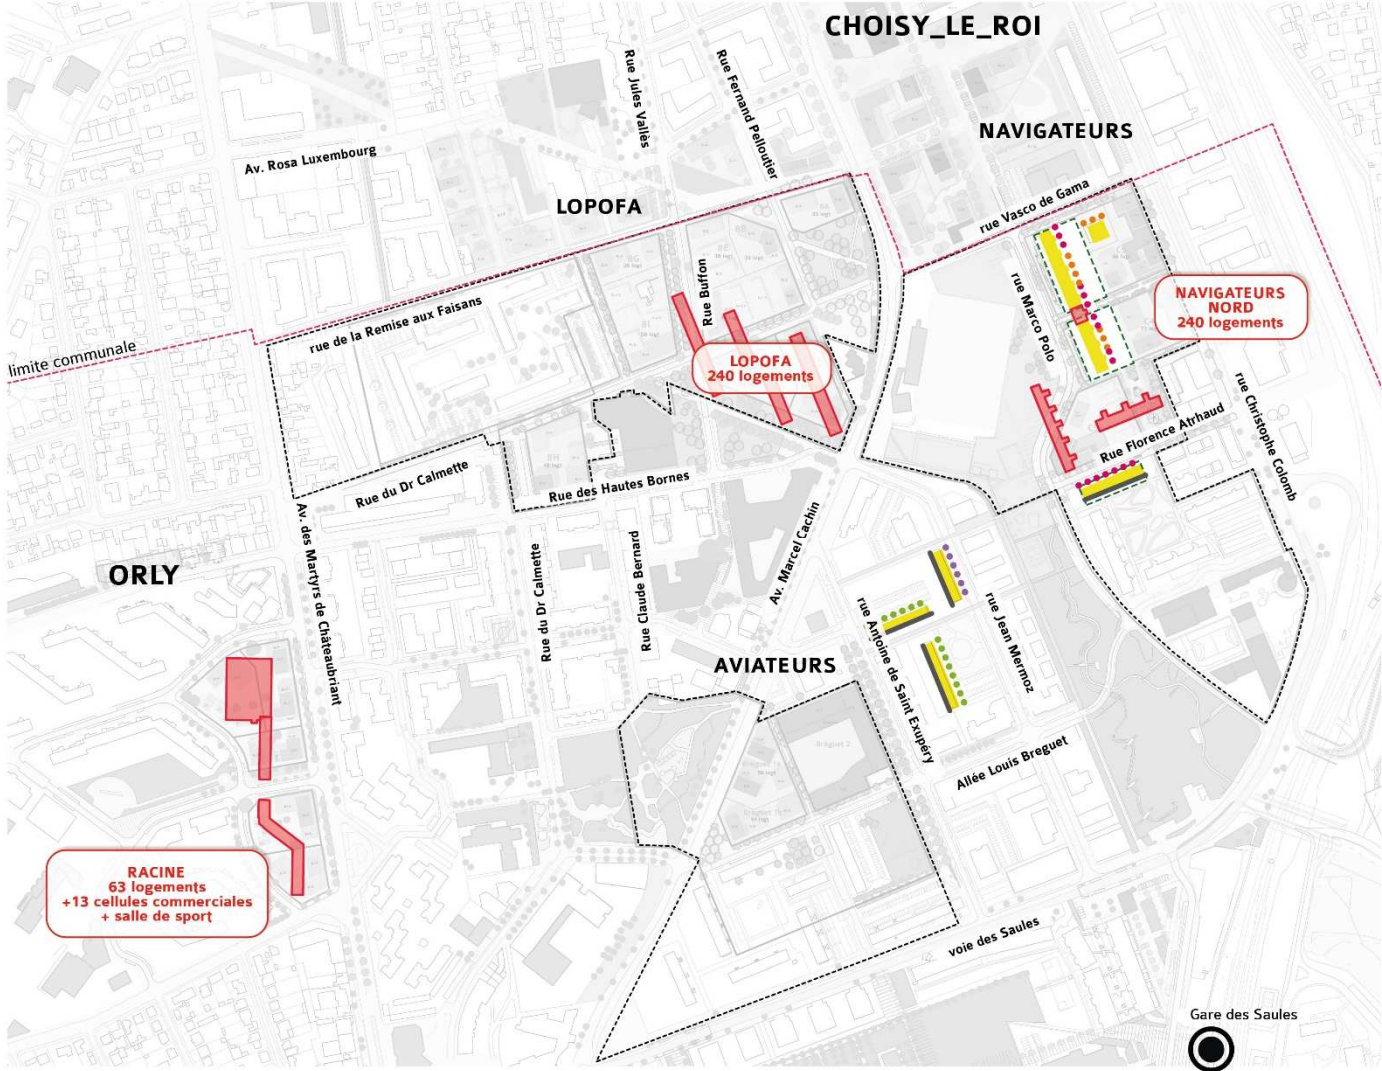 CHOISY_LE_ROI
NAVIGATEURS
LOPOFA
Rue Jules Vallès
Rue Fernand Pelloutier
Av. Rosa Luxembourg
rue Vasco de Gama
rue de la Remise aux Faisans
Rue Buffon
rue Marco Polo
NAVIGATEURS
NORD
240 logements
limite communale
LOPOFA
240 logements
rue Christophe Colomb
Rue Florence Atrhaud
Rue du Dr Calmette
Rue des Hautes Bornes
Av. des Martyrs de Châteaubriant
Rue du Dr Calmette
Rue Claude Bernard
Av. Marcel Cachin
ORLY
rue Antoine de Saint Exupéry
rue Jean Mermoz
AVIATEURS
Breguet 2
Allée Louis Breguet
RACINE
63 logements
+13 cellules commerciales
+ salle de sport
voie des Saules
Gare des Saules